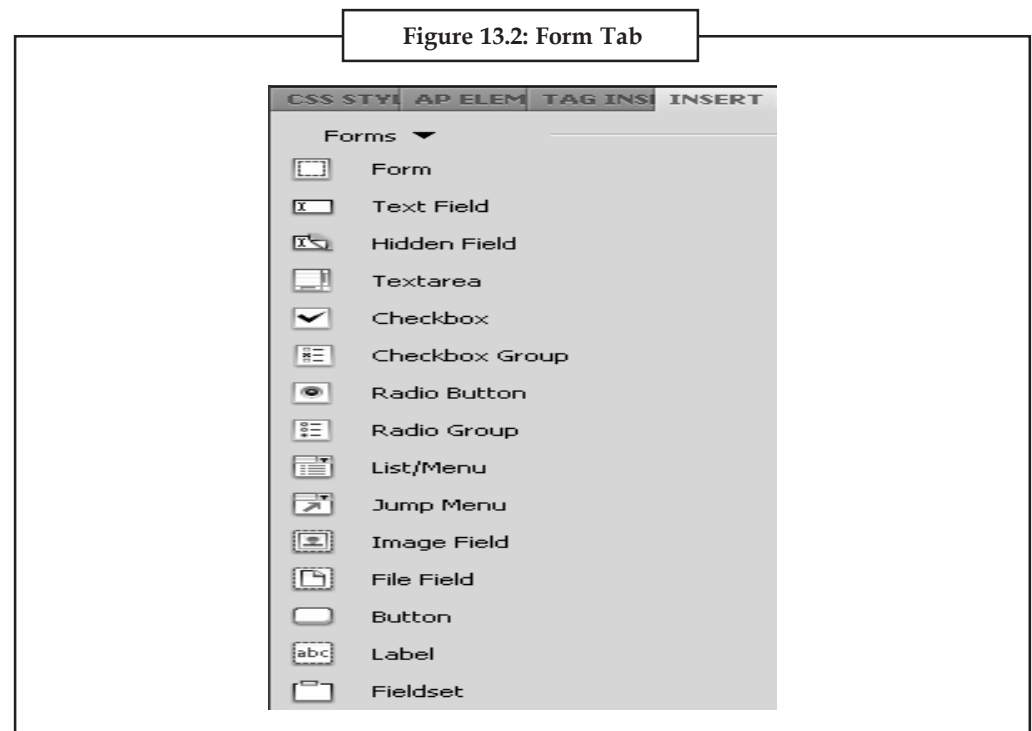 Figure 13.2: Form Tab
CSS STYL AP ELEM TAG INSI INSERT
Forms
Form
Text Field
Hidden Field
Textarea
Checkbox
Checkbox Group
Radio Button
Radio Group
List/Menu
Jump Menu
Image Field
File Field
Button
abc Label
Fieldset